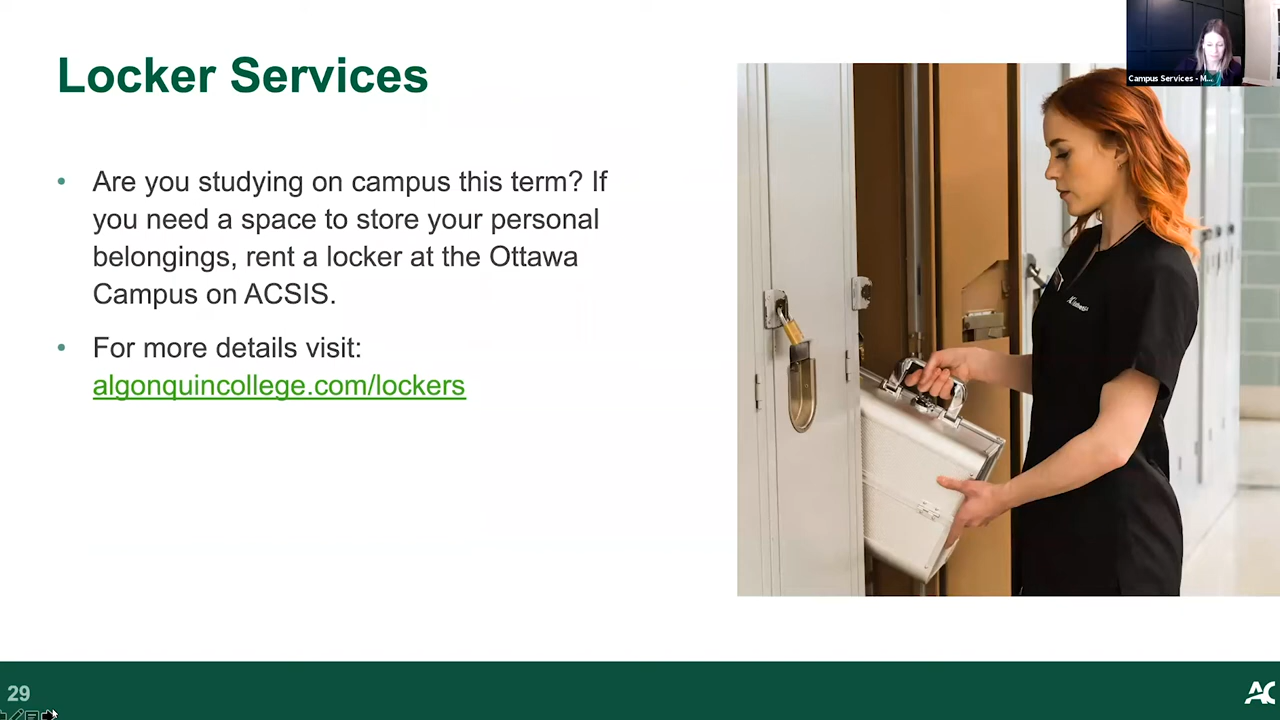 Locker Services
Campus Services - M...
• Are you studying on campus this term? If
you need a space to store your personal
belongings, rent a locker at the Ottawa
Campus on ACSIS.
• For more details visit:
algonquincollege.com/lockers
29
AC